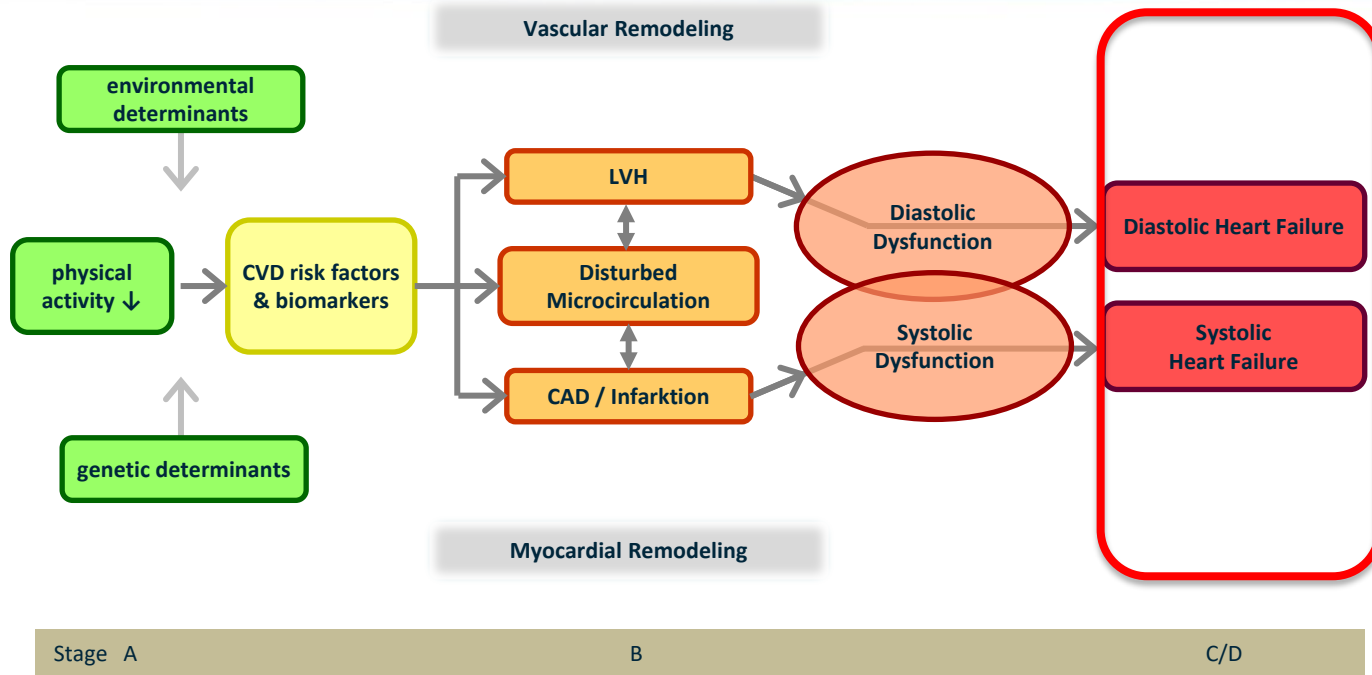 Vascular Remodeling
environmental
determinants
physical
activity ↓
genetic determinants
CVD risk factors
& biomarkers
LVH
Disturbed
Microcirculation
CAD / Infarktion
Diastolic
Dysfunction
Systolic
Dysfunction
Diastolic Heart Failure
Systolic
Heart Failure
Myocardial Remodeling
Stage A B C/D